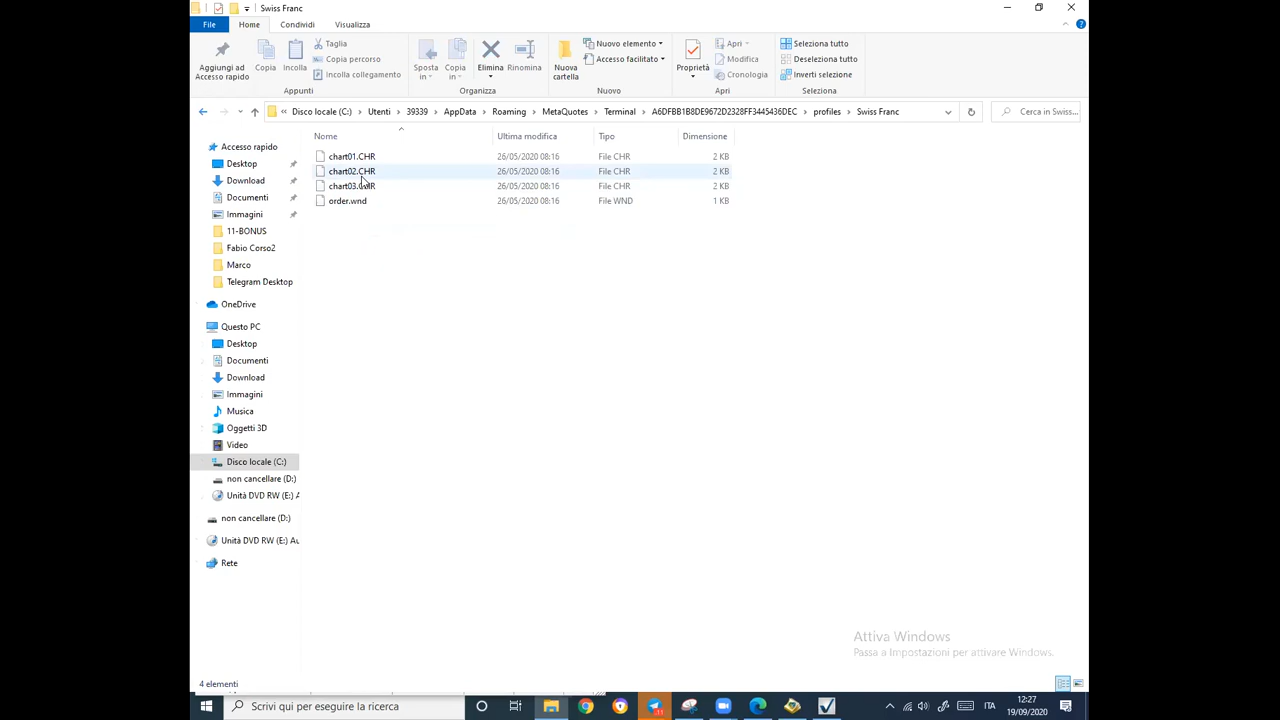 Swiss Franc
File
Home
Condividi
Visualizza
Aggiungi ad
Accesso rapido
Copia
Incolla
Taglia
Copia percorso
Incolla collegamento
Appunti
Sposta
in
Copia
in
Elimina
Rinomina
Organizza
Nuova
cartella
Nuovo elemento
Accesso facilitato
Nuovo
Proprietà
Apri
Modifica
Cronologia
Apri
Seleziona tutto
Deseleziona tutto
Inverti selezione
Seleziona
« Disco locale (C:) > Utenti > 39339 > AppData > Roaming > MetaQuotes > Terminal > A6DFBB1B8DE9672D2328FF3445436DEC > profiles > Swiss Franc
Cerca in Swiss...
Nome Ultima modifica Tipo Dimensione
chart01.CHR 26/05/2020 08:16 File CHR 2 KB
chart02.CHR 26/05/2020 08:16 File CHR 2 KB
chart03.CHR 26/05/2020 08:16 File CHR 2 KB
order.wnd 26/05/2020 08:16 File WND 1 KB
Accesso rapido
Desktop
Download
Documenti
Immagini
11-BONUS
Fabio Corso2
Marco
Telegram Desktop
OneDrive
Questo PC
Desktop
Documenti
Download
Immagini
Musica
Oggetti 3D
Video
Disco locale (C:)
non cancellare (D:)
Unità DVD RW (E:) A
non cancellare (D:)
Unità DVD RW (E:) Au
Rete
Attiva Windows
Passa a Impostazioni per attivare Windows.
4 elementi
Scrivi qui per eseguire la ricerca
ITA
12:27
19/09/2020